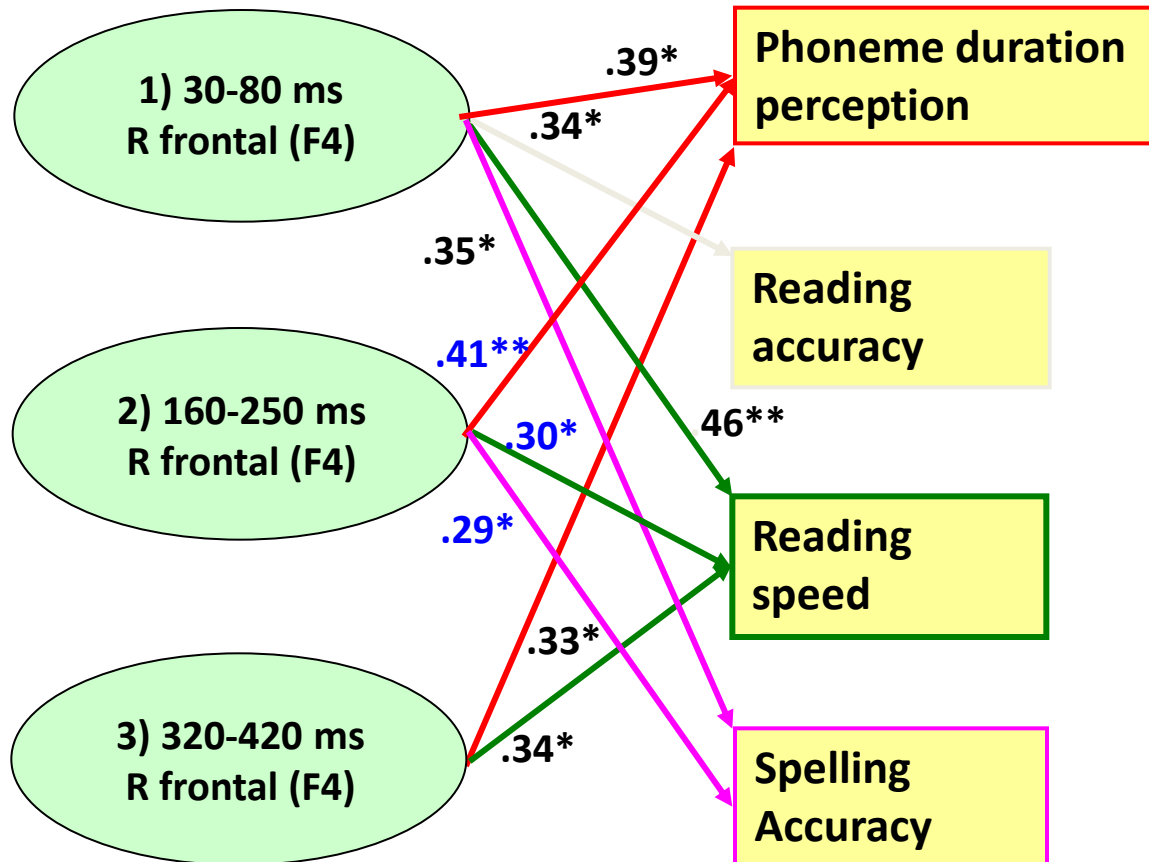 1) 30-80 ms
R frontal (F4)
.39*
.34*
Phoneme duration
perception
.35*
Reading
accuracy
2) 160-250 ms
R frontal (F4)
.41**
.30*
.29*
.46**
Reading
speed
3) 320-420 ms
R frontal (F4)
.33*
.34*
Spelling
Accuracy